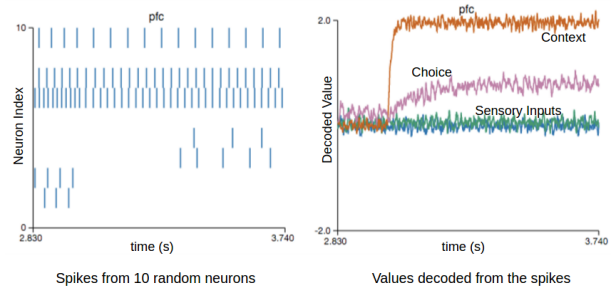 pfc
10
Neuron Index
0
2.830
3.740
time (s)
Spikes from 10 random neurons
pfc
2.0
Context
Choice
Sensory Inputs
Decoded Value
-2.0
2.830
3.740
time (s)
Values decoded from the spikes